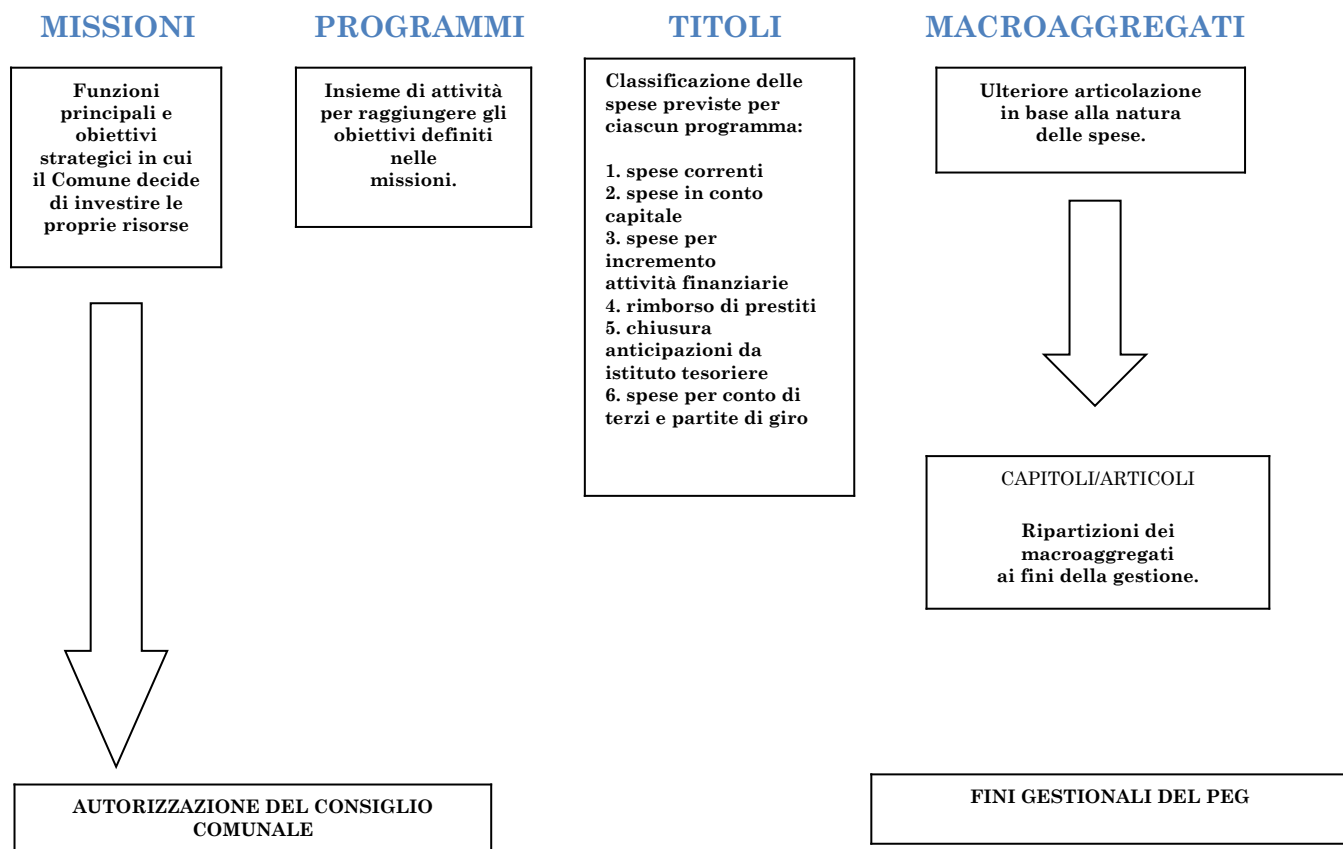 MISSIONI
PROGRAMMI
TITOLI
MACROAGGREGATI
Funzioni
principali e
obiettivi
strategici in cui
il Comune decide
di investire le
proprie risorse
Insieme di attività
per raggiungere gli
obiettivi definiti
nelle
missioni.
Classificazione delle
spese previste per
ciascun programma:
1. spese correnti
2. spese in conto
capitale
3. spese per
incremento
attività finanziarie
4. rimborso di prestiti
5. chiusura
anticipazioni da
istituto tesoriere
6. spese per conto di
terzi e partite di giro
Ulteriore articolazione
in base alla natura
delle spese.
CAPITOLI/ARTICOLI
Ripartizioni dei
macroaggregati
ai fini della gestione.
AUTORIZZAZIONE DEL CONSIGLIO
COMUNALE
FINI GESTIONALI DEL PEG